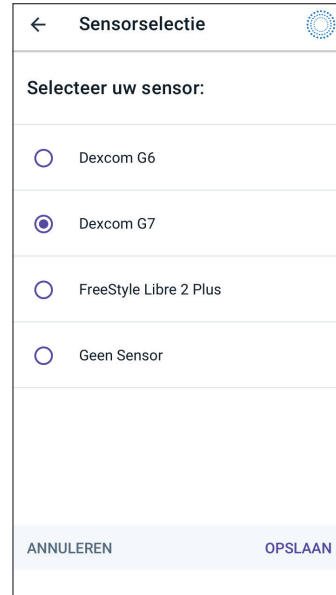 Sensorselectie
Selecteer uw sensor:
Dexcom G6
Dexcom G7
FreeStyle Libre 2 Plus
Geen Sensor
ANNULEREN OPSLAAN